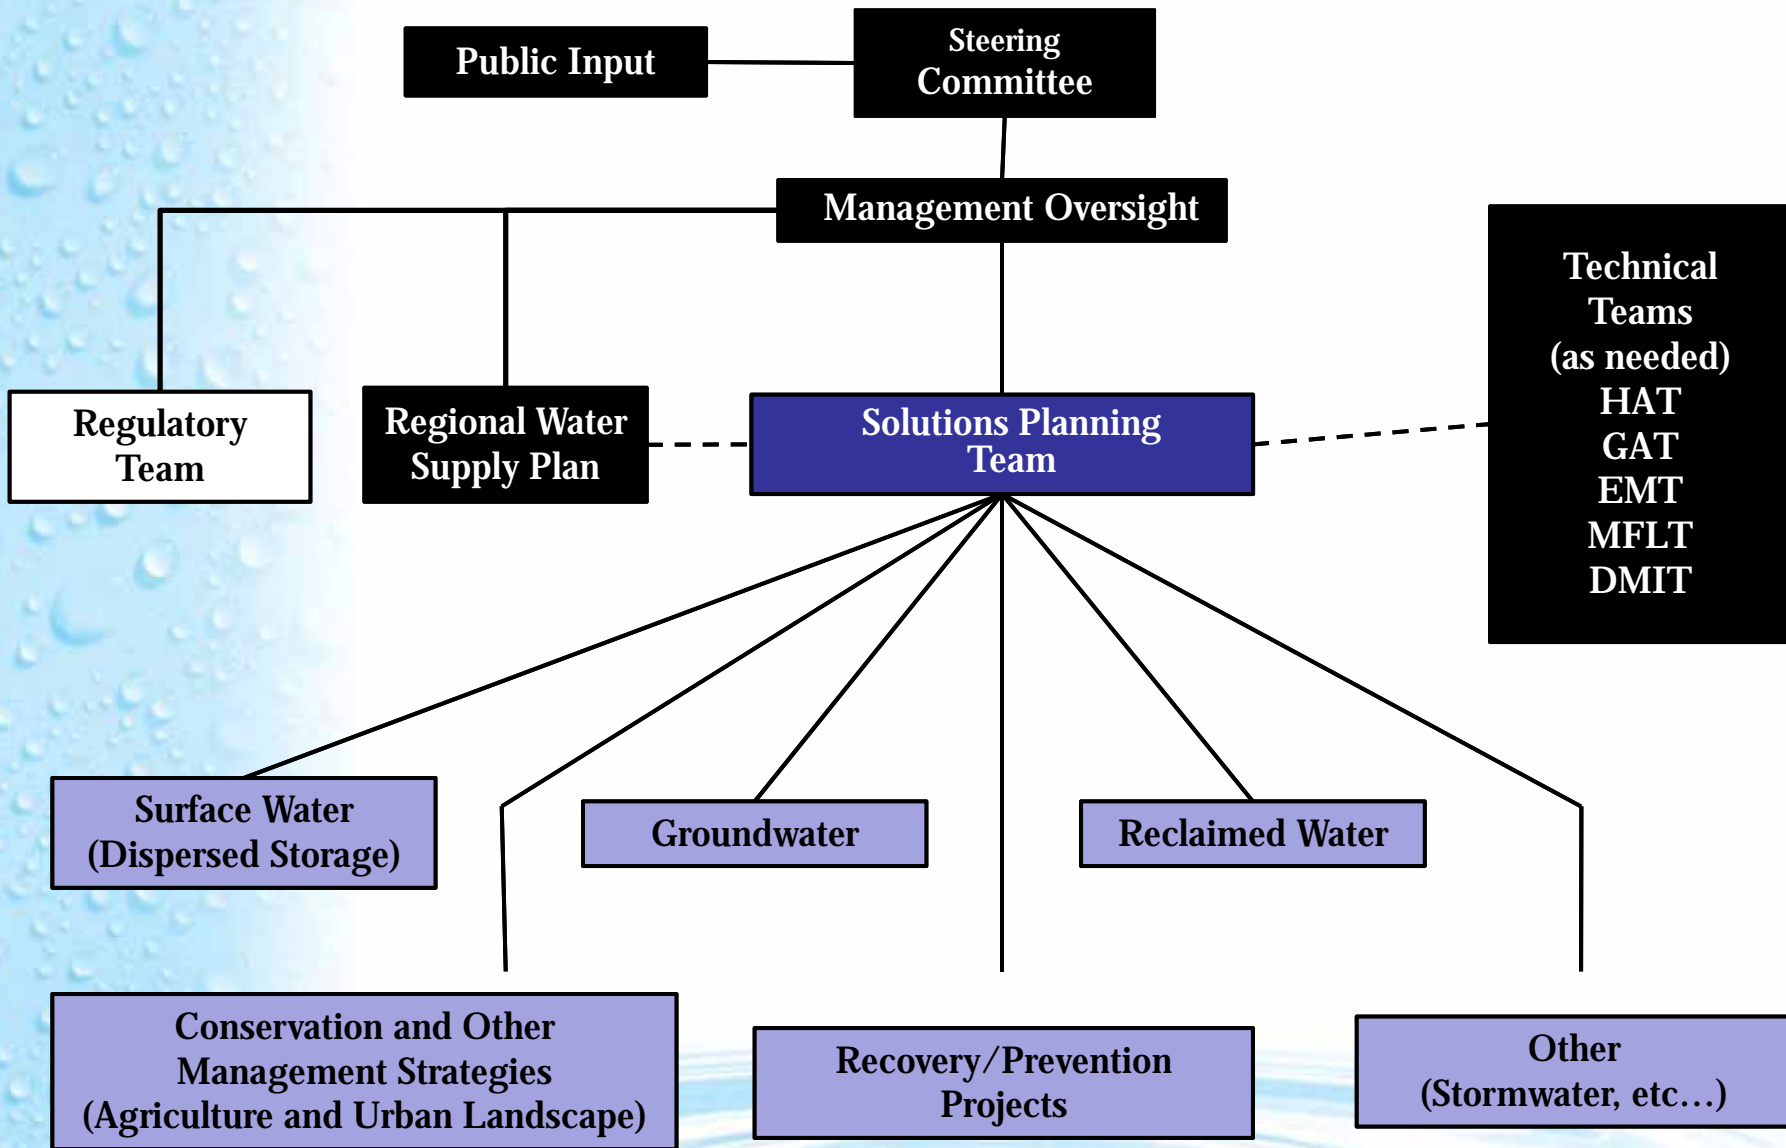 Public Input
Steering
Committee
Management Oversight
Technical
Teams
(as needed)
HAT
GAT
EMT
MFLT
DMIT
Regulatory
Team
Regional Water
Supply Plan
Solutions Planning
Team
Surface Water
(Dispersed Storage)
Groundwater
Reclaimed Water
Conservation and Other
Management Strategies
(Agriculture and Urban Landscape)
Recovery/Prevention
Projects
Other
(Stormwater, etc…)